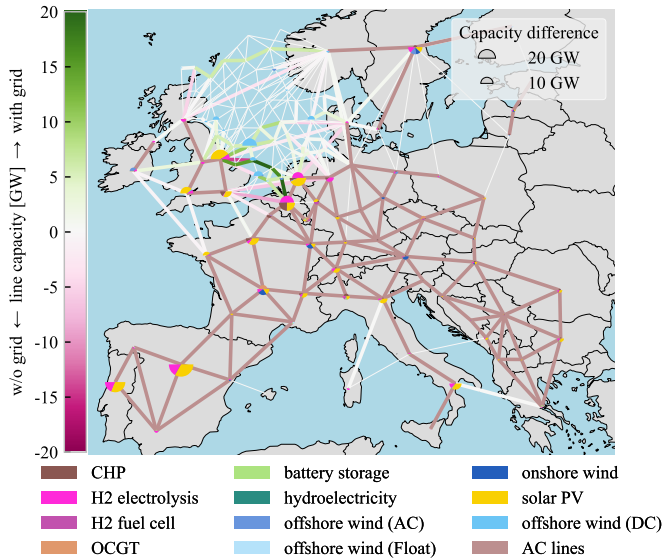 20
15
10
5
0
-5
-10
-15
-20
w/o grid ← line capacity [GW] → with grid
Capacity difference
20 GW
10 GW
CHP
H2 electrolysis
H2 fuel cell
OCGT
battery storage
hydroelectricity
offshore wind (AC)
offshore wind (Float)
onshore wind
solar PV
offshore wind (DC)
AC lines